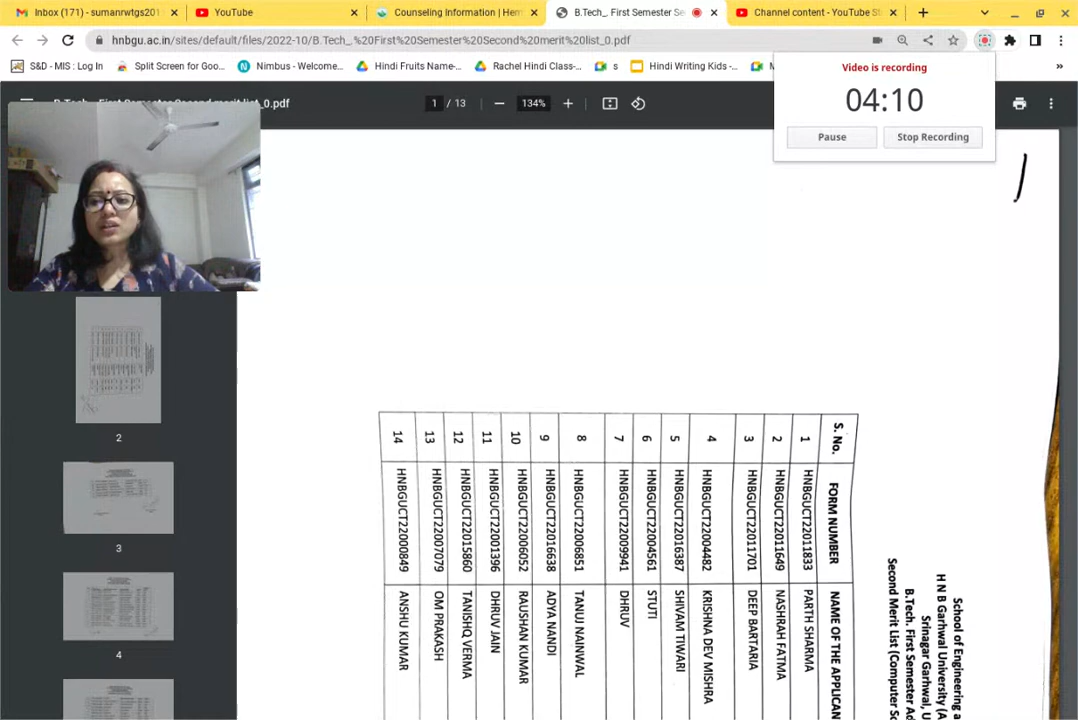 Inbox (171) - sumanrwtgs201
YouTube
Counseling Information | Hem
B.Tech_. First Semester Se
Channel content - YouTube St
hnbgu.ac.in/sites/default/files/2022-10/B.Tech_.%20First%20Semester%20Second%20merit%20list_0.pdf
S&D - MIS : Log In
Split Screen for Goo...
Nimbus - Welcome...
Hindi Fruits Name-...
Rachel Hindi Class-...
s
Hindi Writing Kids -...
»
Video is recording
04:10
Pause
Stop Recording
1 / 13
134%
2
3
4
School of Engineering a
H N B Garhwal University (A
Srinagar Garhwal, U
B.Tech. First Semester Ad
Second Merit List (Computer Sc
S. No. FORM NUMBER NAME OF THE APPLICAN
1 HNBGUCT22011833 PARTH SHARMA
2 HNBGUCT22011649 NASHRAH FATMA
3 HNBGUCT22011701 DEEP BARTARIA
4 HNBGUCT22004482 KRISHNA DEV MISHRA
5 HNBGUCT22016387 SHIVAM TIWARI
6 HNBGUCT22004561 STUTI
7 HNBGUCT22009941 DHRUV
8 HNBGUCT22006851 TANUJ NAINWAL
9 HNBGUCT22016638 ADYA NANDI
10 HNBGUCT22006052 RAUSHAN KUMAR
11 HNBGUCT22001396 DHRUV JAIN
12 HNBGUCT22015860 TANISHQ VERMA
13 HNBGUCT22007079 OM PRAKASH
14 HNBGUCT22000849 ANSHU KUMAR